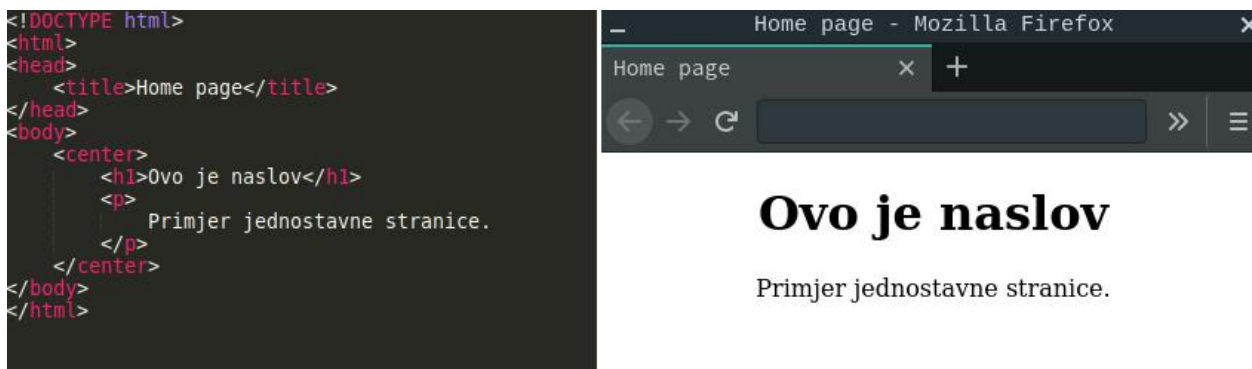 <!DOCTYPE html>
<html>
<head>
    <title>Home page</title>
</head>
<body>
    <center>
        <h1>Ovo je naslov</h1>
        <p>
            Primjer jednostavne stranice.
        </p>
    </center>
</body>
</html>
Home page - Mozilla Firefox
Home page
Ovo je naslov
Primjer jednostavne stranice.